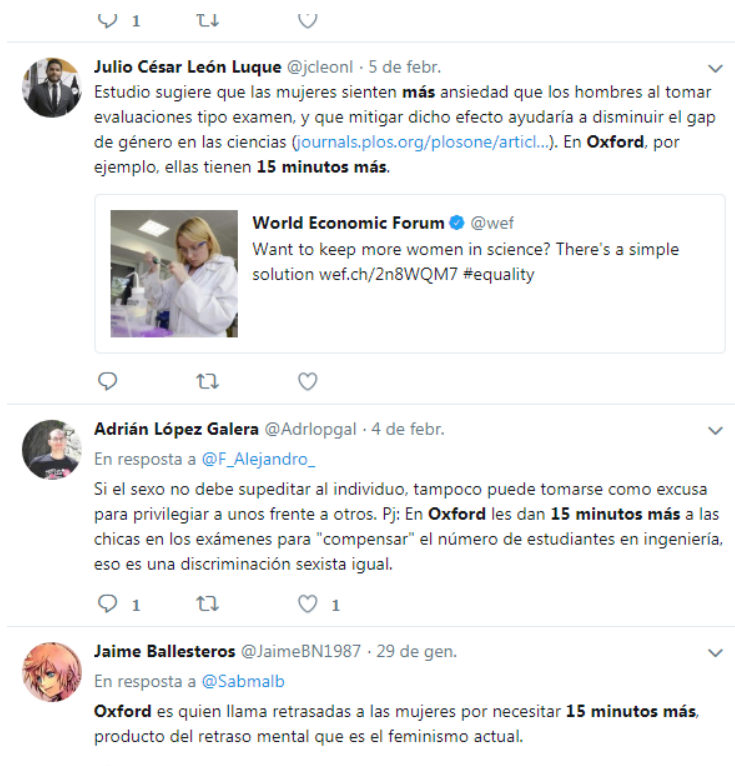 1
Julio César León Luque @jcleonl · 5 de febr.
Estudio sugiere que las mujeres sienten más ansiedad que los hombres al tomar
evaluaciones tipo examen, y que mitigar dicho efecto ayudaría a disminuir el gap
de género en las ciencias (journals.plos.org/plosone/articl...). En Oxford, por
ejemplo, ellas tienen 15 minutos más.
World Economic Forum @wef
Want to keep more women in science? There's a simple
solution wef.ch/2n8WQM7 #equality
Adrián López Galera @Adrlopgal · 4 de febr.
En resposta a @F_Alejandro_
Si el sexo no debe supeditar al individuo, tampoco puede tomarse como excusa
para privilegiar a unos frente a otros. Pj: En Oxford les dan 15 minutos más a las
chicas en los exámenes para "compensar" el número de estudiantes en ingeniería,
eso es una discriminación sexista igual.
1 1
Jaime Ballesteros @JaimeBN1987 · 29 de gen.
En resposta a @Sabmalb
Oxford es quien llama retrasadas a las mujeres por necesitar 15 minutos más,
producto del retraso mental que es el feminismo actual.